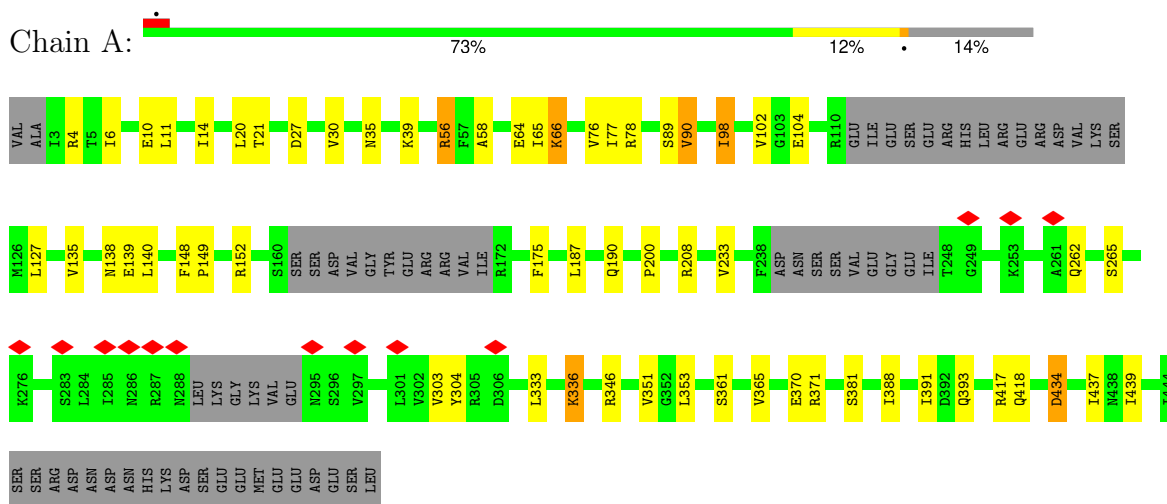 Chain A:
73% 12% • 14%
VAL ALA I3 R4 T5 I6 E10 L11 I14 L20 T21 D27 V30 N35 K39 R56 F57 A58 E64 I65 K66 V76 I77 R78 S89 V90 I98 V102 G103 E104 R110 GLU ILE GLU SER GLU ARG HIS LEU ARG GLU ARG ASP VAL LYS SER
M126 L127 V135 N138 E139 L140 F148 P149 R152 S160 SER SER ASP VAL GLY TYR GLU ARG ARG VAL ILE R172 F175 L187 Q190 P200 R208 V233 F238 ASP ASN SER SER VAL GLU GLY GLU ILE T248 G249 K253 A261 Q262 S265
K276 S283 L284 I285 N286 R287 N288 LEU LYS GLY LYS VAL GLU N295 S296 V297 L301 V302 V303 Y304 R305 D306 L333 K336 R346 V351 G352 L353 S361 V365 E370 R371 S381 I388 I391 D392 Q393 R417 Q418 D434 I437 N438 I439
SER SER ARG ASP ASN ASP ASN HIS LYS ASP SER GLU GLU MET GLU GLU ASP GLU SER LEU